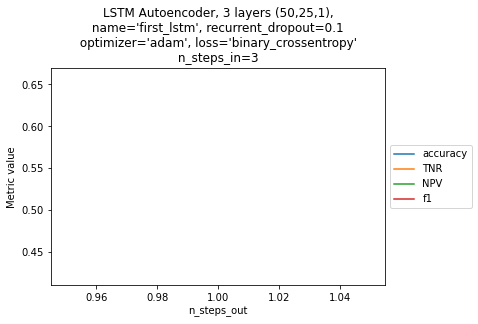 LSTM Autoencoder, 3 layers (50,25,1),
name='first_lstm', recurrent_dropout=0.1
optimizer='adam', loss='binary_crossentropy'
n_steps_in=3
Metric value
0.65
0.60
0.55
0.50
0.45
0.96 0.98 1.00 1.02 1.04
n_steps_out
accuracy
TNR
NPV
f1